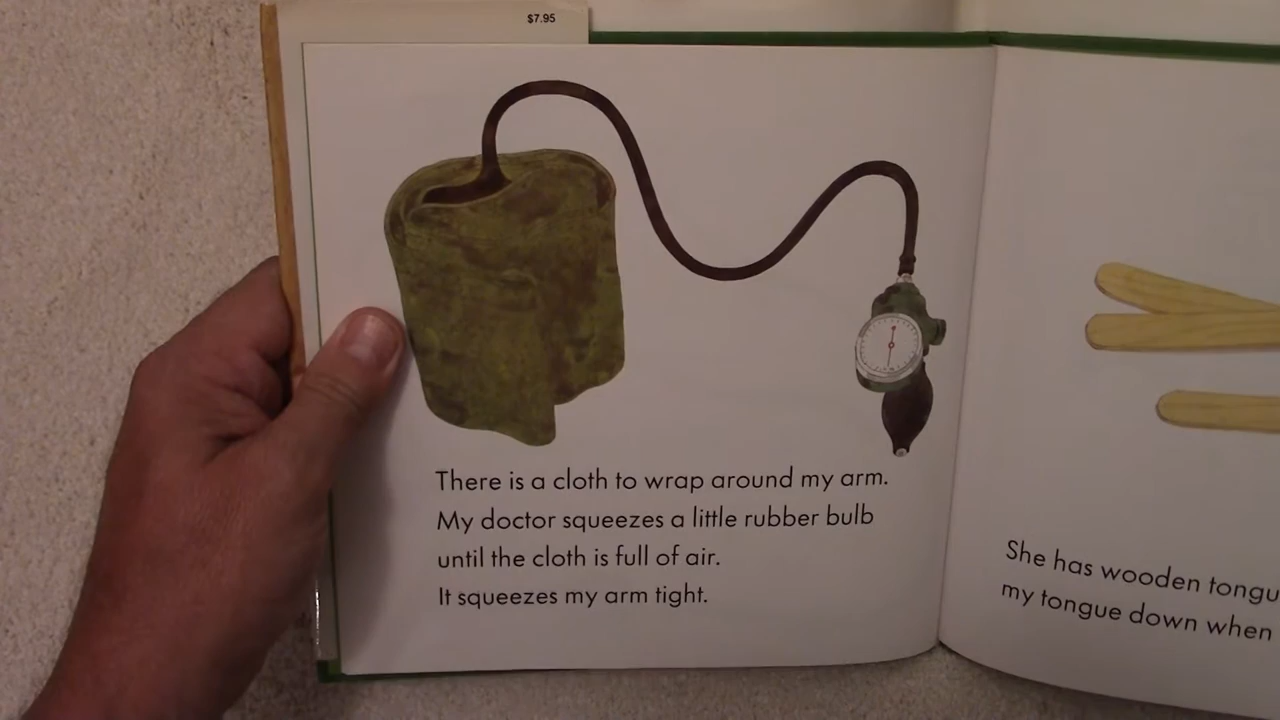 $7.95
There is a cloth to wrap around my arm.
My doctor squeezes a little rubber bulb
until the cloth is full of air.
It squeezes my arm tight.
She has wooden
my tongue down when